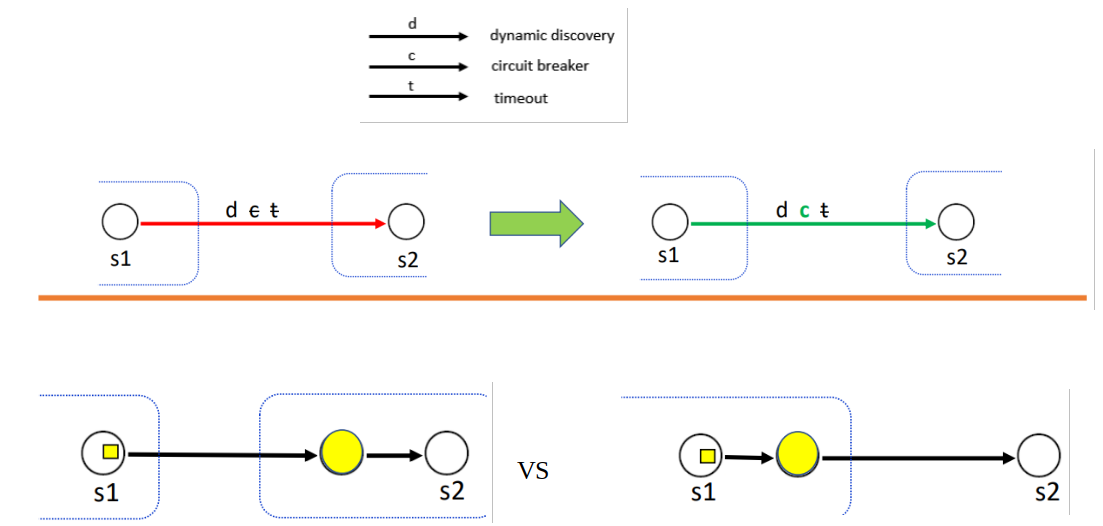 d
dynamic discovery
c
circuit breaker
t
timeout
d c t
s1
s2
d c t
s1
s2
s1
s2
VS
s1
s2